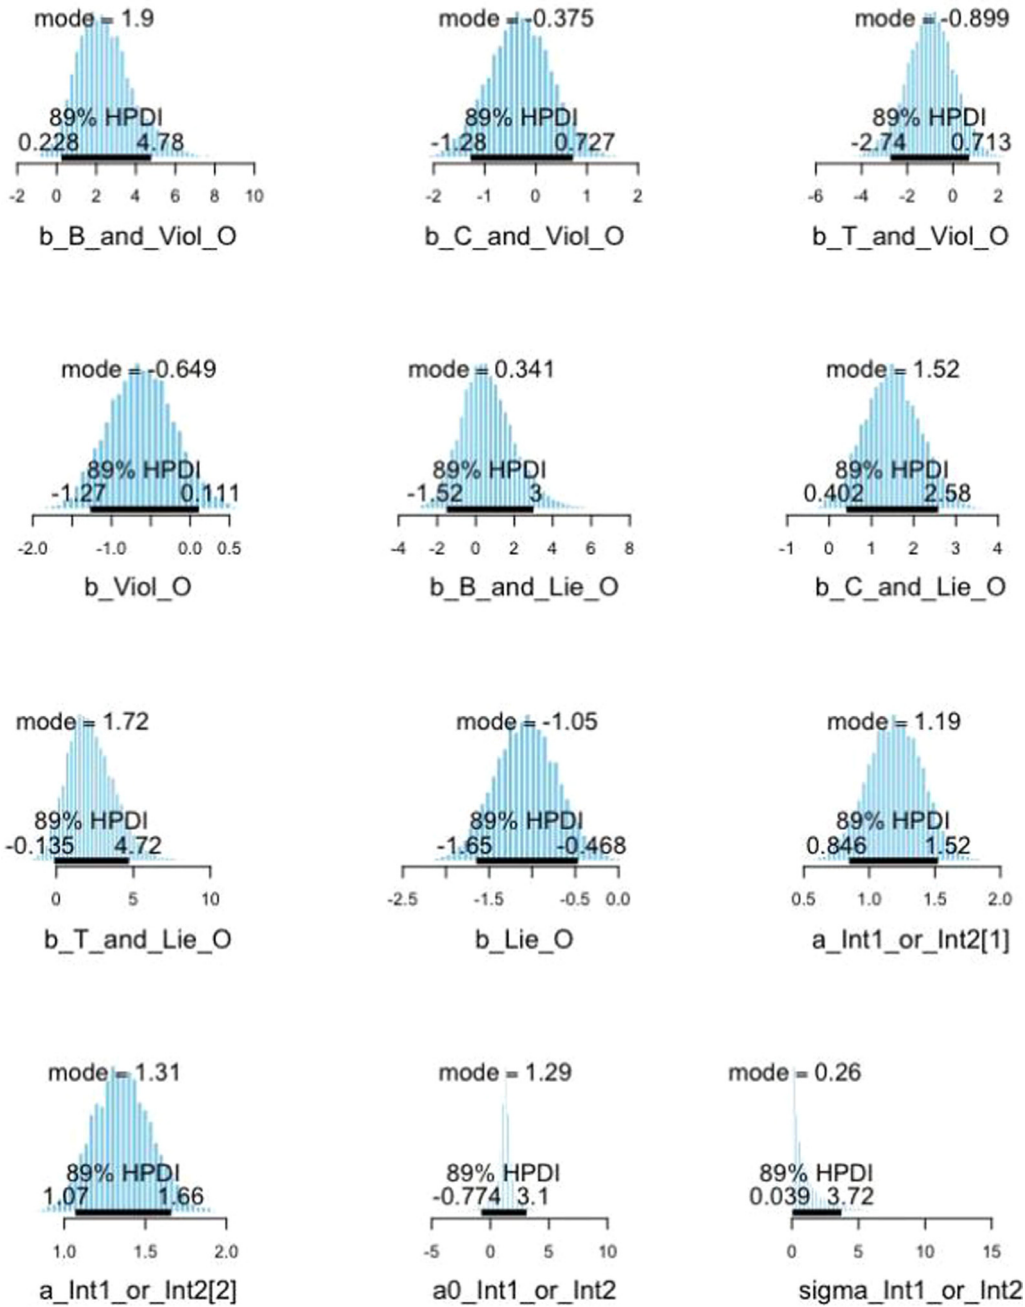 mode = 1.9
89% HPDI
0.228 4.78
-2 0 2 4 6 8 10
b_B_and_Viol_O
mode = -0.375
89% HPDI
-1.28 0.727
-2 -1 0 1 2
b_C_and_Viol_O
mode = -0.899
89% HPDI
-2.74 0.713
-6 -4 -2 0 2
b_T_and_Viol_O
mode = -0.649
89% HPDI
-1.27 0.111
-2.0 -1.0 0.0 0.5
b_Viol_O
mode = 0.341
89% HPDI
-1.52 3
-4 -2 0 2 4 6 8
b_B_and_Lie_O
mode = 1.52
89% HPDI
0.402 2.58
-1 0 1 2 3 4
b_C_and_Lie_O
mode = 1.72
89% HPDI
-0.135 4.72
0 5 10
b_T_and_Lie_O
mode = -1.05
89% HPDI
-1.65 -0.468
-2.5 -1.5 -0.5 0.0
b_Lie_O
mode = 1.19
89% HPDI
0.846 1.52
0.5 1.0 1.5 2.0
a_Int1_or_Int2[1]
mode = 1.31
89% HPDI
1.07 1.66
1.0 1.5 2.0
a_Int1_or_Int2[2]
mode = 1.29
89% HPDI
-0.774 3.1
-5 0 5 10
a0_Int1_or_Int2
mode = 0.26
89% HPDI
0.039 3.72
0 5 10 15
sigma_Int1_or_Int2